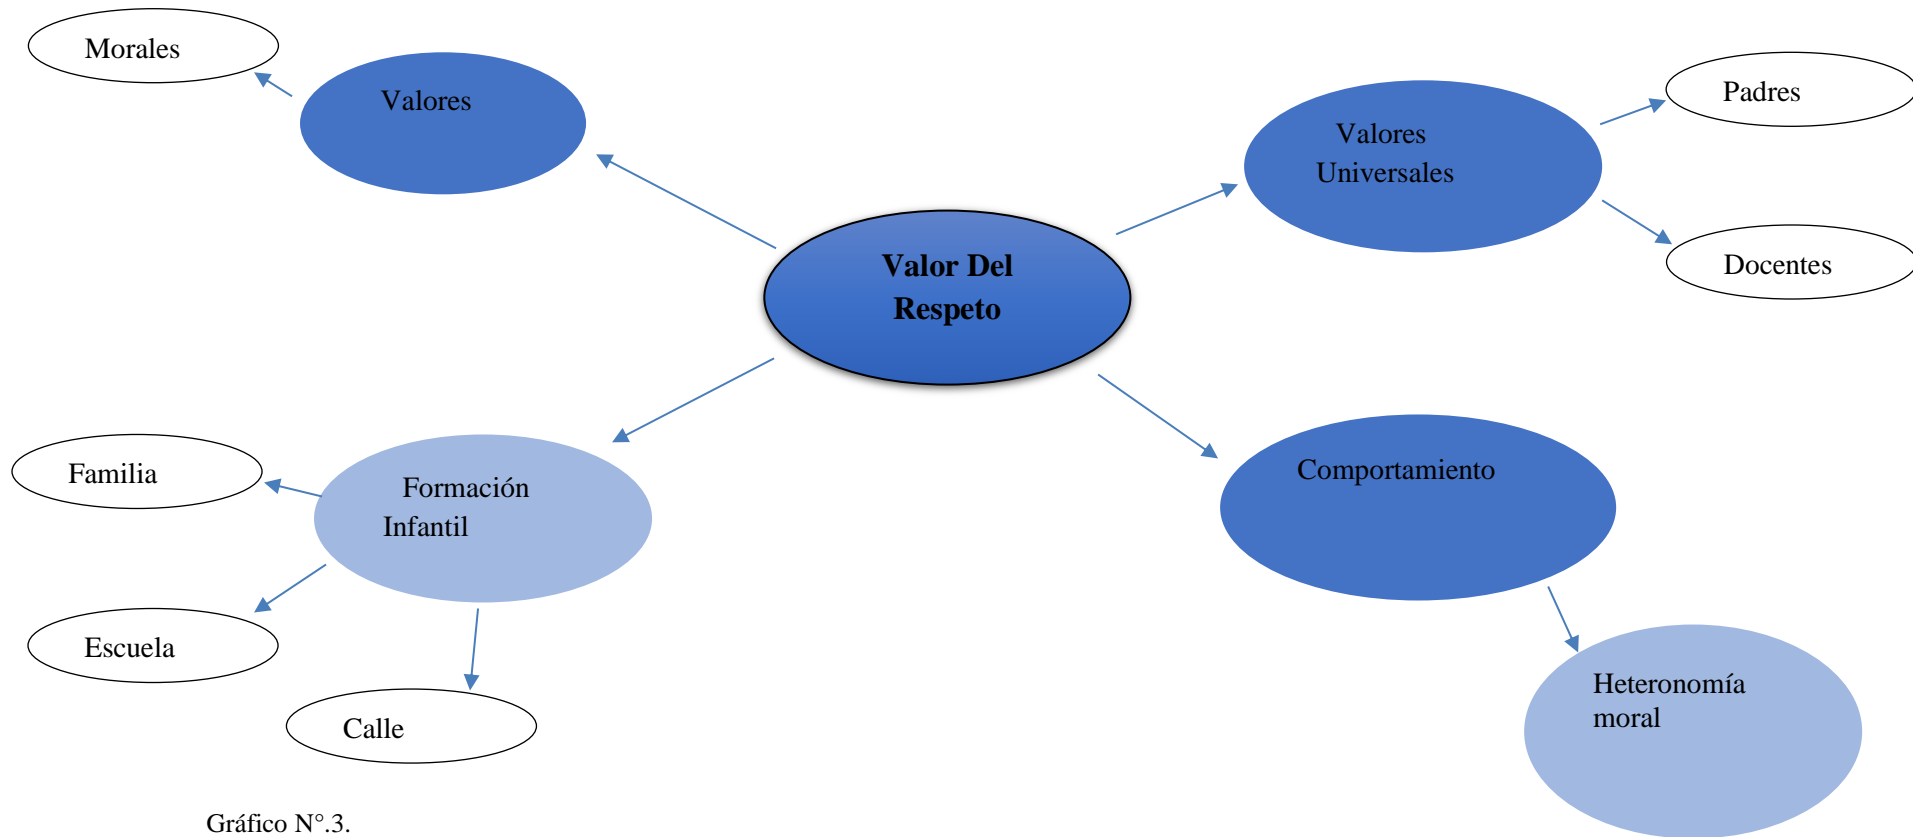 Morales
Valores
Valores
Universales
Padres
Docentes
Valor Del
Respeto
Familia
Formación
Infantil
Escuela
Calle
Comportamiento
Heteronomía
moral
Gráfico N°.3.